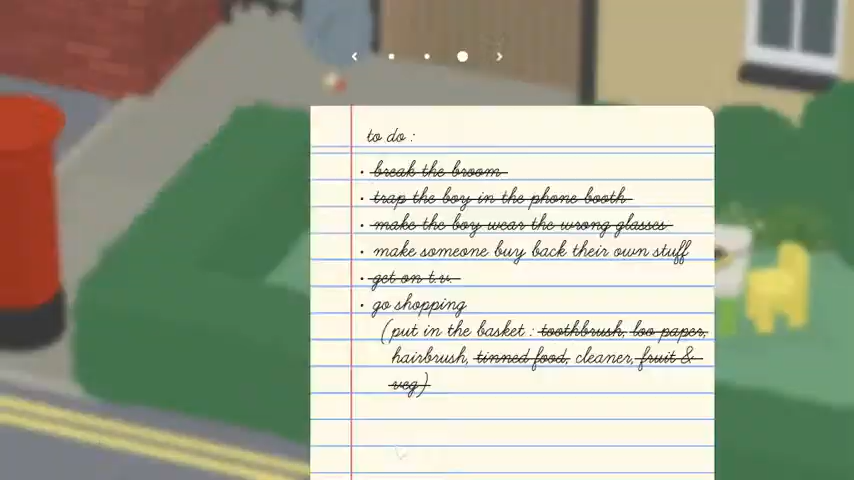 to do :
· break the broom
· trap the boy in the phone booth
· make the boy wear the wrong glasses
· make someone buy back their own stuff
· get on t.v.
· go shopping
(put in the basket : toothbrush, loo paper,
hairbrush, tinned food, cleaner, fruit &
veg)